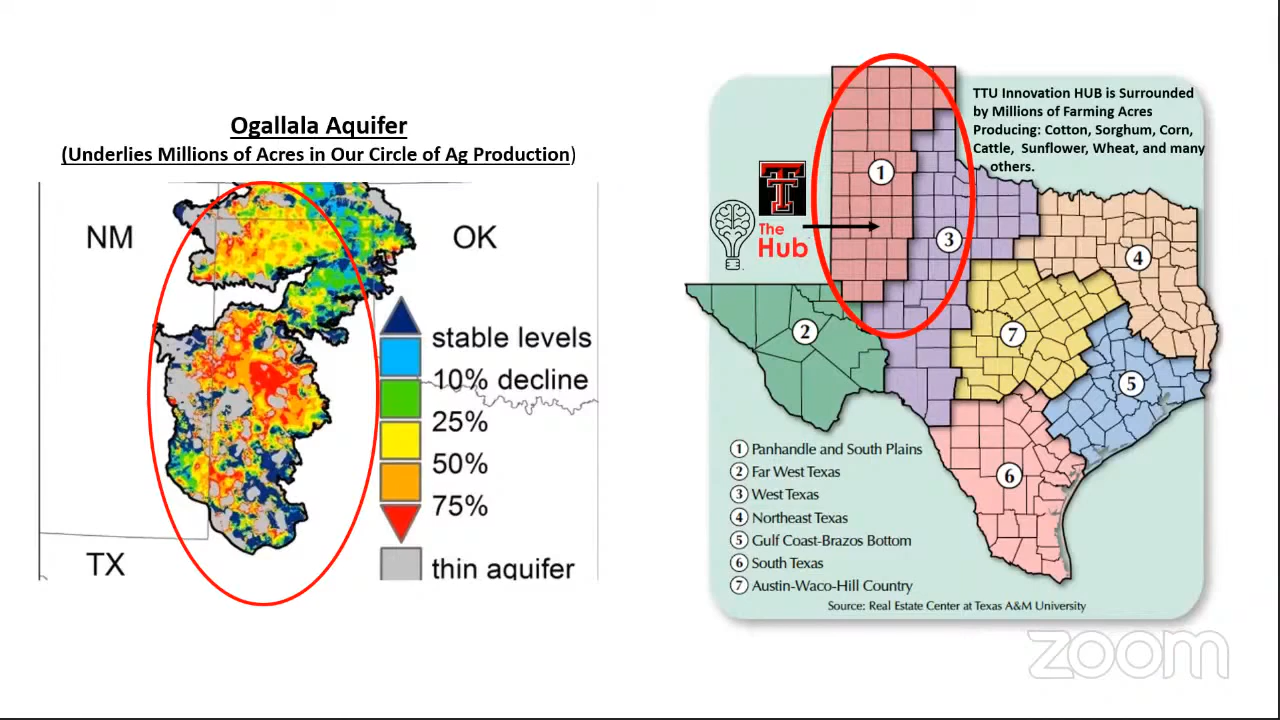 Ogallala Aquifer
(Underlies Millions of Acres in Our Circle of Ag Production)
NM
OK
stable levels
10% decline
25%
50%
75%
thin aquifer
TX
TTU Innovation HUB is Surrounded
by Millions of Farming Acres
Producing: Cotton, Sorghum, Corn,
Cattle, Sunflower, Wheat, and many
others.
T
The
Hub
1
3
4
2
7
5
6
1 Panhandle and South Plains
2 Far West Texas
3 West Texas
4 Northeast Texas
5 Gulf Coast-Brazos Bottom
6 South Texas
7 Austin-Waco-Hill Country
Source: Real Estate Center at Texas A&M University
zoom